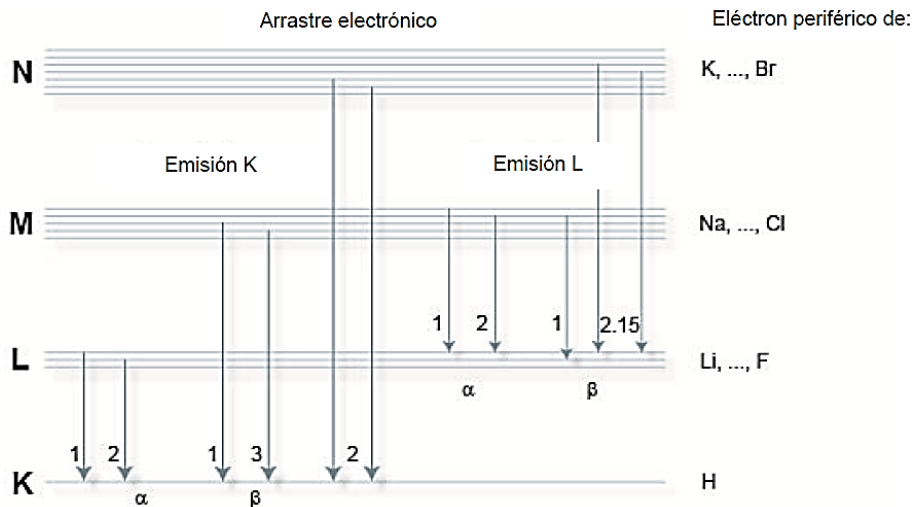 Arrastre electrónico
Eléctron periférico de:
N
K, ..., Br
Emisión K
Emisión L
M
Na, ..., Cl
1 2 1 2.15
L
Li, ..., F
α β
1 2 1 3 2
K
H
α β